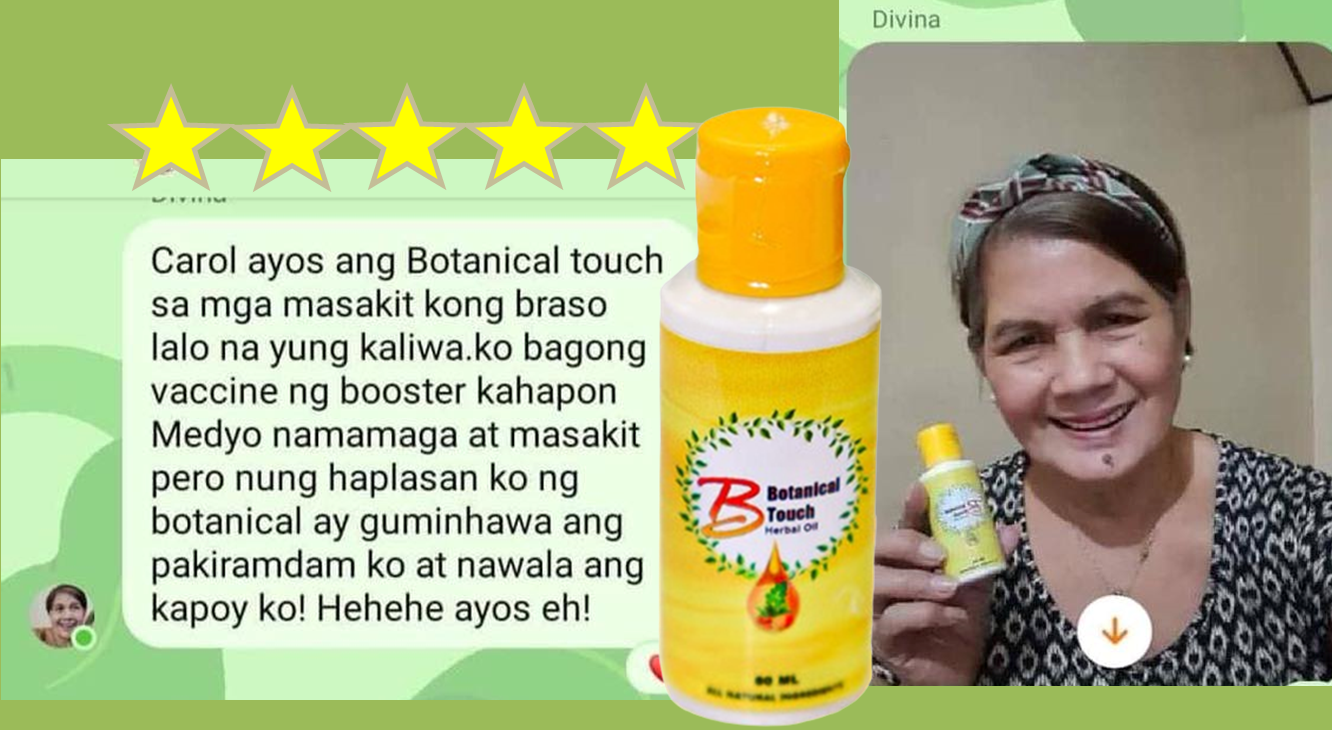 Divina
Divina
Carol ayos ang Botanical touch
sa mga masakit kong braso
lalo na yung kaliwa.ko bagong
vaccine ng booster kahapon
Medyo namamaga at masakit
pero nung haplasan ko ng
botanical ay guminhawa ang
pakiramdam ko at nawala ang
kapoy ko! Hehehe ayos eh!
B Botanical
Touch
Herbal Oil
60 ML
ALL NATURAL INGREDIENTS